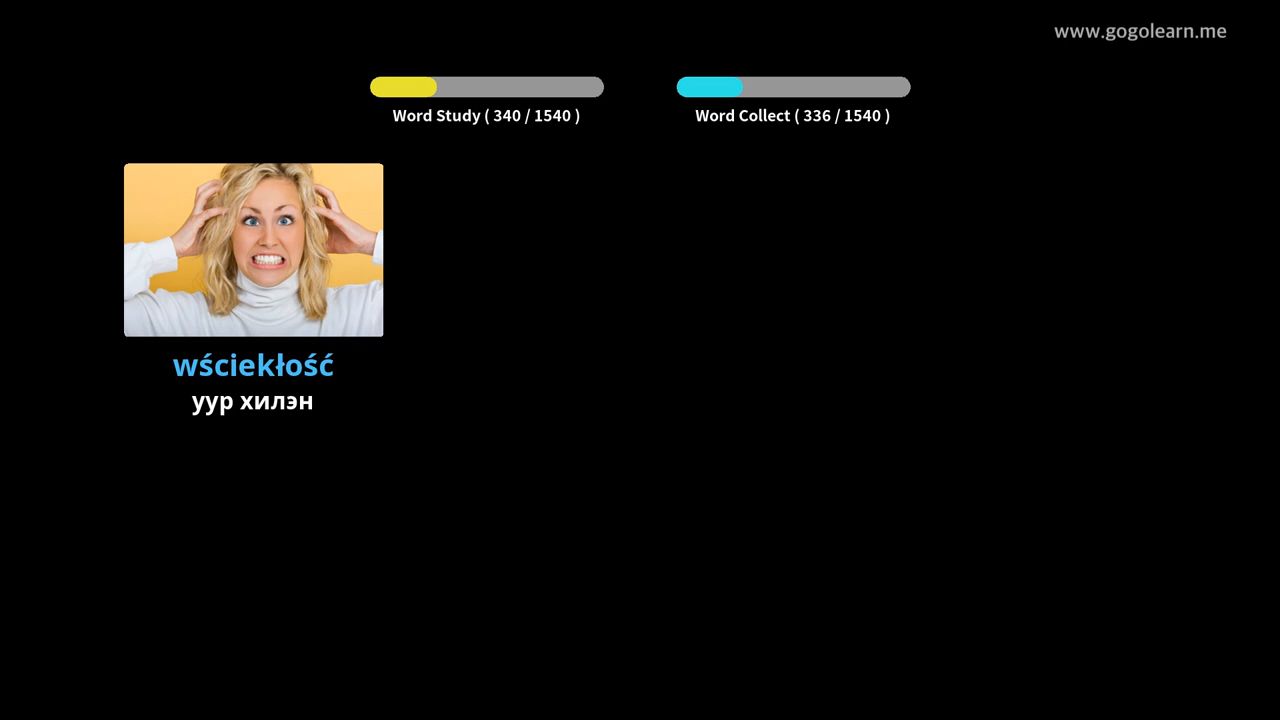 www.gogolearn.me
Word Study ( 340 / 1540 )
Word Collect ( 336 / 1540 )
wściekłość
уур хилэн